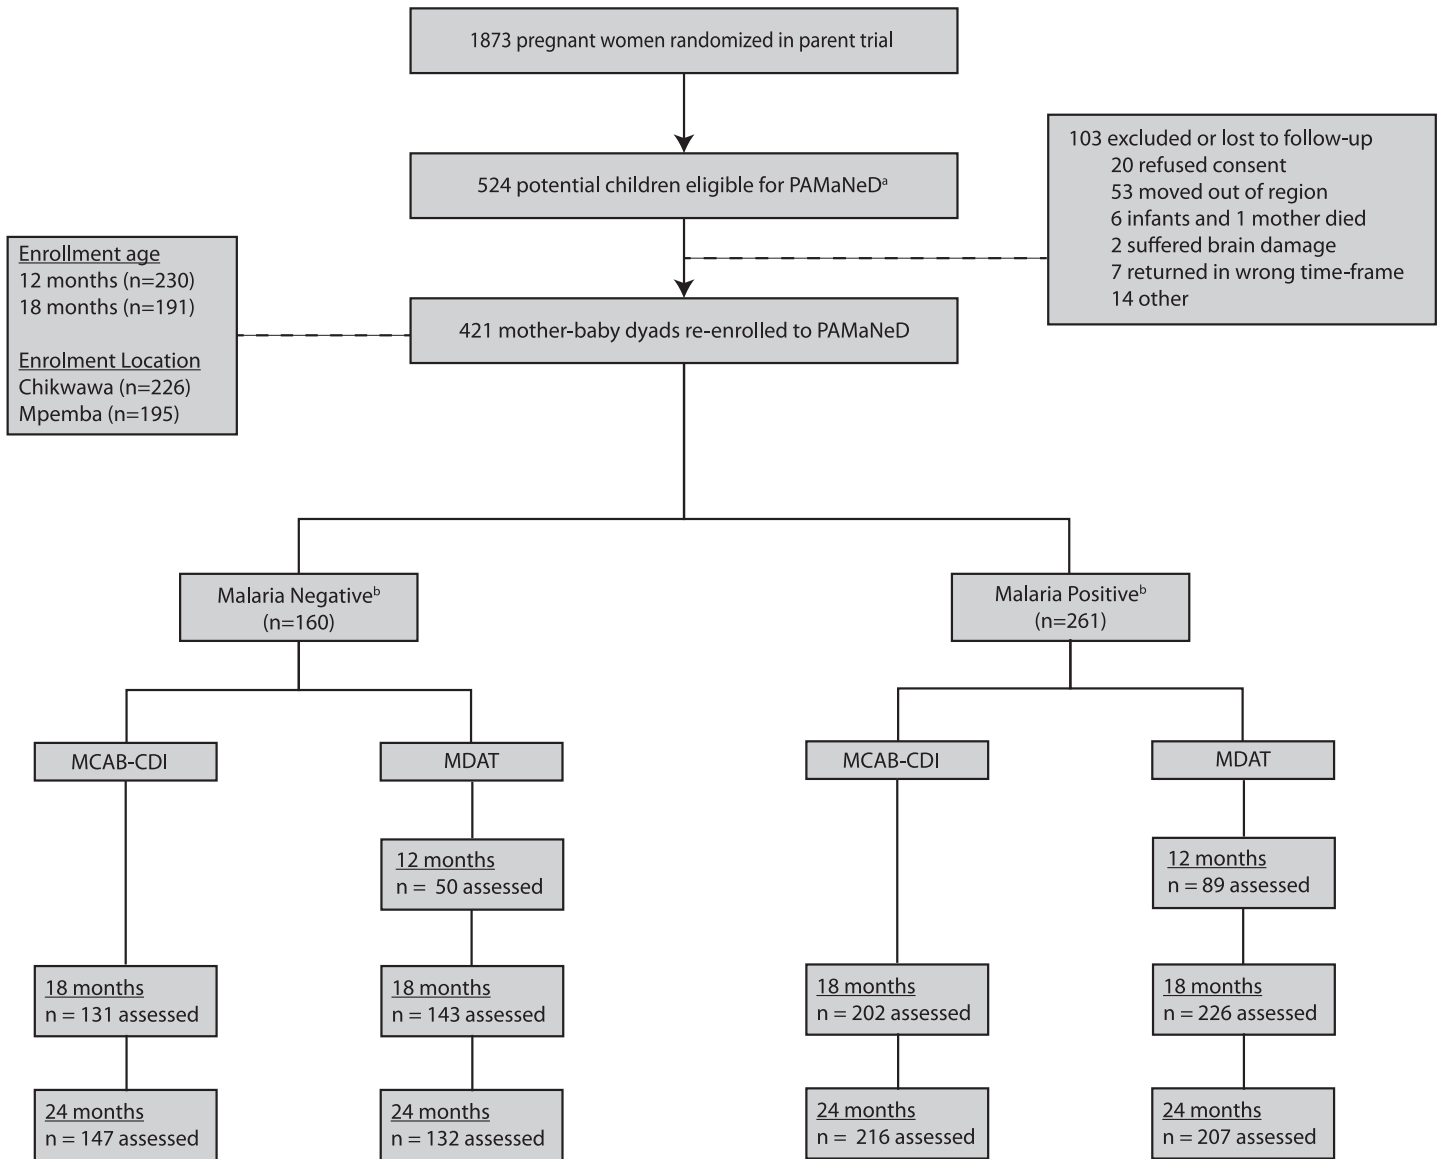 1873 pregnant women randomized in parent trial
524 potential children eligible for PAMaNeDᵃ
103 excluded or lost to follow-up
20 refused consent
53 moved out of region
6 infants and 1 mother died
2 suffered brain damage
7 returned in wrong time-frame
14 other
Enrollment age
12 months (n=230)
18 months (n=191)
Enrolment Location
Chikwawa (n=226)
Mpemba (n=195)
421 mother-baby dyads re-enrolled to PAMaNeD
Malaria Negativeᵇ
(n=160)
Malaria Positiveᵇ
(n=261)
MCAB-CDI
MDAT
MCAB-CDI
MDAT
12 months
n = 50 assessed
12 months
n = 89 assessed
18 months
n = 131 assessed
18 months
n = 143 assessed
18 months
n = 202 assessed
18 months
n = 226 assessed
24 months
n = 147 assessed
24 months
n = 132 assessed
24 months
n = 216 assessed
24 months
n = 207 assessed